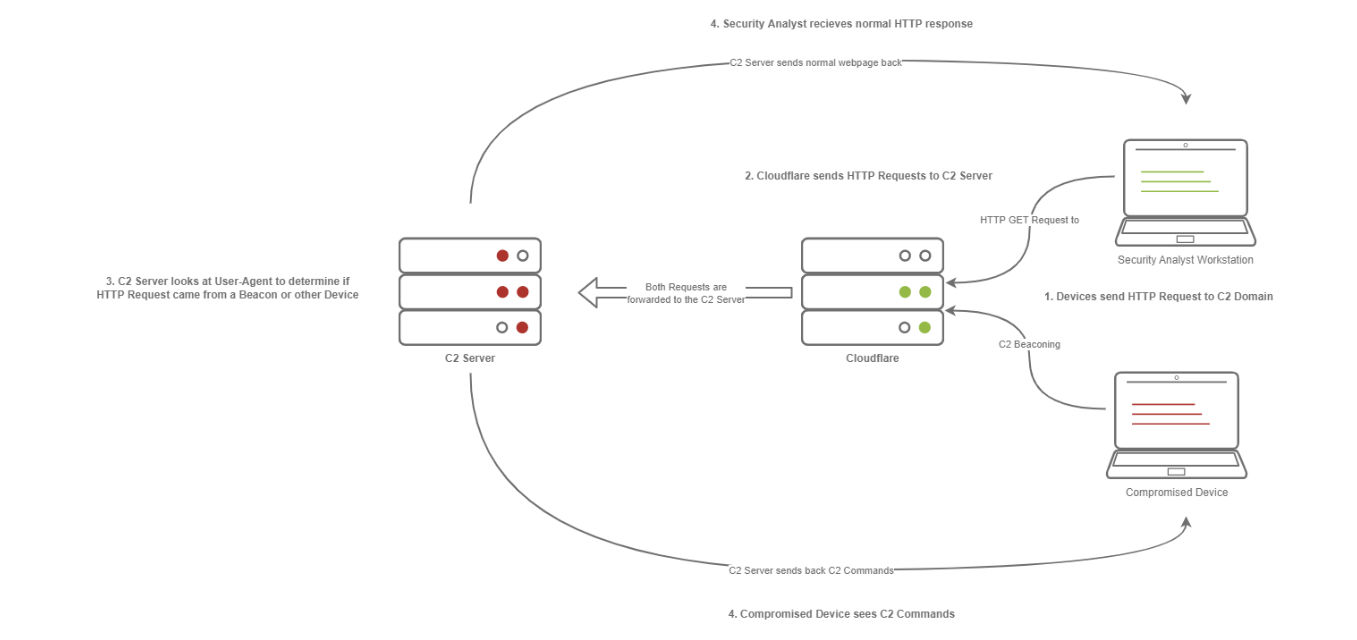 4. Security Analyst recieves normal HTTP response
C2 Server sends normal webpage back
2. Cloudflare sends HTTP Requests to C2 Server
HTTP GET Request to
Security Analyst Workstation
3. C2 Server looks at User-Agent to determine if
HTTP Request came from a Beacon or other Device
Both Requests are
forwarded to the C2 Server
1. Devices send HTTP Request to C2 Domain
C2 Beaconing
C2 Server
Cloudflare
Compromised Device
C2 Server sends back C2 Commands
4. Compromised Device sees C2 Commands